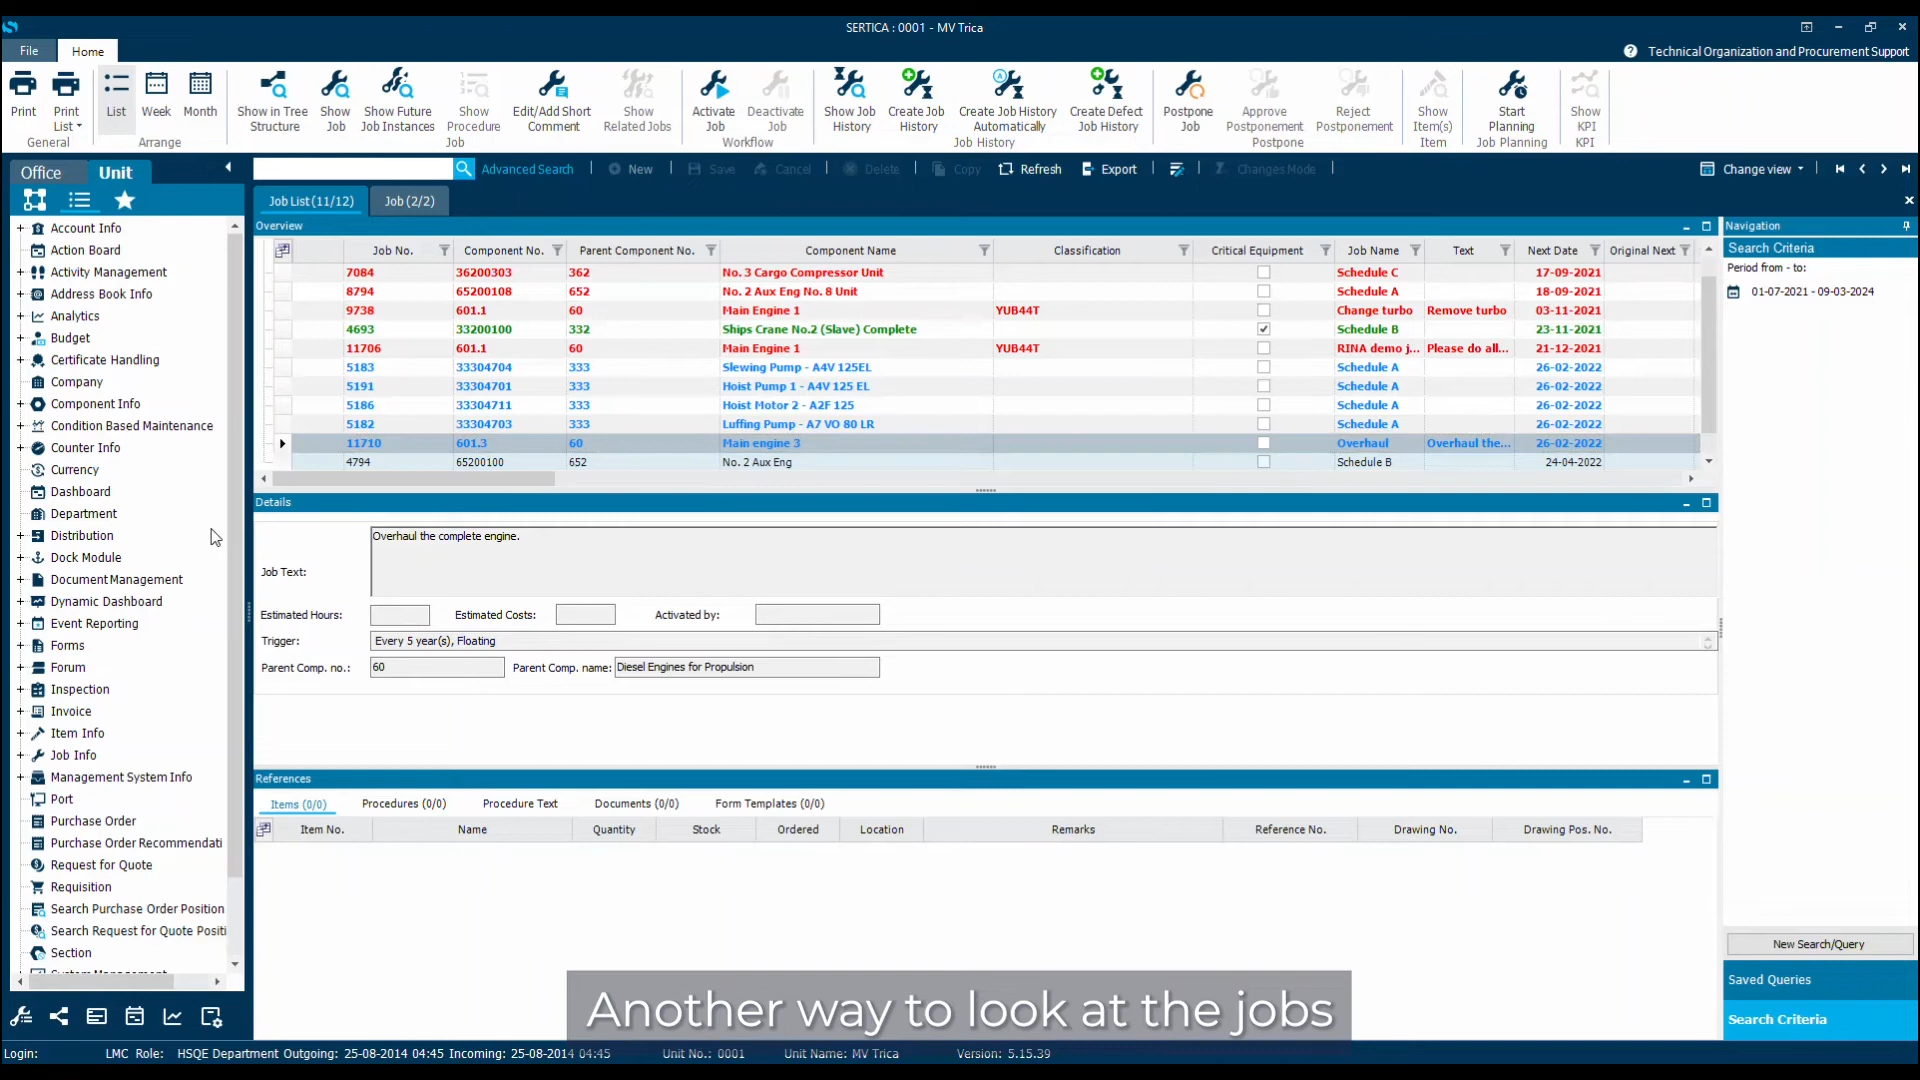 SERTICA : 0001 - MV Trica
File
Home
Technical Organization and Procurement Support
Print
Print List
General
List
Week
Month
Arrange
Show in Tree Structure
Show Job
Show Future Job Instances
Show Procedure
Edit/Add Short Comment
Show Related Jobs
Job
Activate Job
Deactivate Job
Workflow
Show Job History
Create Job History
Create Job History Automatically
Create Defect Job History
Job History
Postpone Job
Approve Postponement
Reject Postponement
Postpone
Show Item(s)
Item
Start Planning
Job Planning
Show KPI
KPI
Office
Unit
Advanced Search
New
Save
Cancel
Delete
Copy
Refresh
Export
Changes Mode
Change view
Account Info
Action Board
Activity Management
Address Book Info
Analytics
Budget
Certificate Handling
Company
Component Info
Condition Based Maintenance
Counter Info
Currency
Dashboard
Department
Distribution
Dock Module
Document Management
Dynamic Dashboard
Event Reporting
Forms
Forum
Inspection
Invoice
Item Info
Job Info
Management System Info
Port
Purchase Order
Purchase Order Recommendati
Request for Quote
Requisition
Search Purchase Order Position
Search Request for Quote Positi
Section
Job List (11/12)
Job (2/2)
Overview
Job No. Component No. Parent Component No. Component Name Classification Critical Equipment Job Name Text Next Date Original Next
7084 36200303 362 No. 3 Cargo Compressor Unit Schedule C 17-09-2021
8794 65200108 652 No. 2 Aux Eng No. 8 Unit Schedule A 18-09-2021
9738 601.1 60 Main Engine 1 YUB44T Change turbo Remove turbo 03-11-2021
4693 33200100 332 Ships Crane No.2 (Slave) Complete Schedule B 23-11-2021
11706 601.1 60 Main Engine 1 YUB44T RINA demo j... Please do all... 21-12-2021
5183 33304704 333 Slewing Pump - A4V 125EL Schedule A 26-02-2022
5191 33304701 333 Hoist Pump 1 - A4V 125 EL Schedule A 26-02-2022
5186 33304711 333 Hoist Motor 2 - A2F 125 Schedule A 26-02-2022
5182 33304703 333 Luffing Pump - A7 VO 80 LR Schedule A 26-02-2022
11710 601.3 60 Main engine 3 Overhaul Overhaul the... 26-02-2022
4794 65200100 652 No. 2 Aux Eng Schedule B 24-04-2022
Details
Job Text: Overhaul the complete engine.
Estimated Hours: Estimated Costs: Activated by:
Trigger: Every 5 year(s), Floating
Parent Comp. no.: 60 Parent Comp. name: Diesel Engines for Propulsion
References
Items (0/0) Procedures (0/0) Procedure Text Documents (0/0) Form Templates (0/0)
Item No. Name Quantity Stock Ordered Location Remarks Reference No. Drawing No. Drawing Pos. No.
Navigation
Search Criteria
Period from - to:
01-07-2021 - 09-03-2024
New Search/Query
Saved Queries
Search Criteria
Another way to look at the jobs
Login: LMC Role: HSQE Department Outgoing: 25-08-2014 04:45 Incoming: 25-08-2014 04:45 Unit No.: 0001 Unit Name: MV Trica Version: 5.15.39